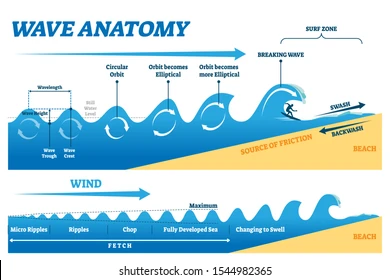 WAVE ANATOMY
SURF ZONE
Circular
Orbit
Orbit becomes
Elliptical
Orbit becomes
more Elliptical
BREAKING WAVE
Wavelength
Still
Water
Level
Wave Height
Wave
Trough
Wave
Crest
SWASH
BACKWASH
SOURCE OF FRICTION
BEACH
WIND
Maximum
Micro Ripples
Ripples
Chop
Fully Developed Sea
Changing to Swell
FETCH
BEACH
shutterstock.com · 1544982365